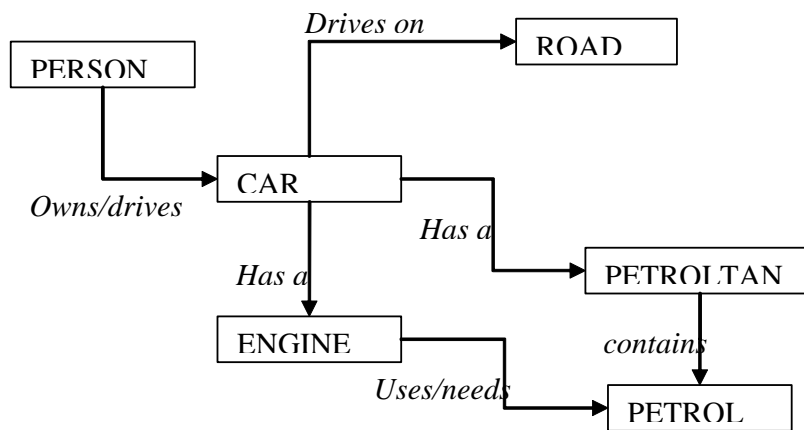 Drives on
ROAD
PERSON
CAR
Owns/drives
Has a
Has a
PETROLTAN
ENGINE
contains
Uses/needs
PETROL